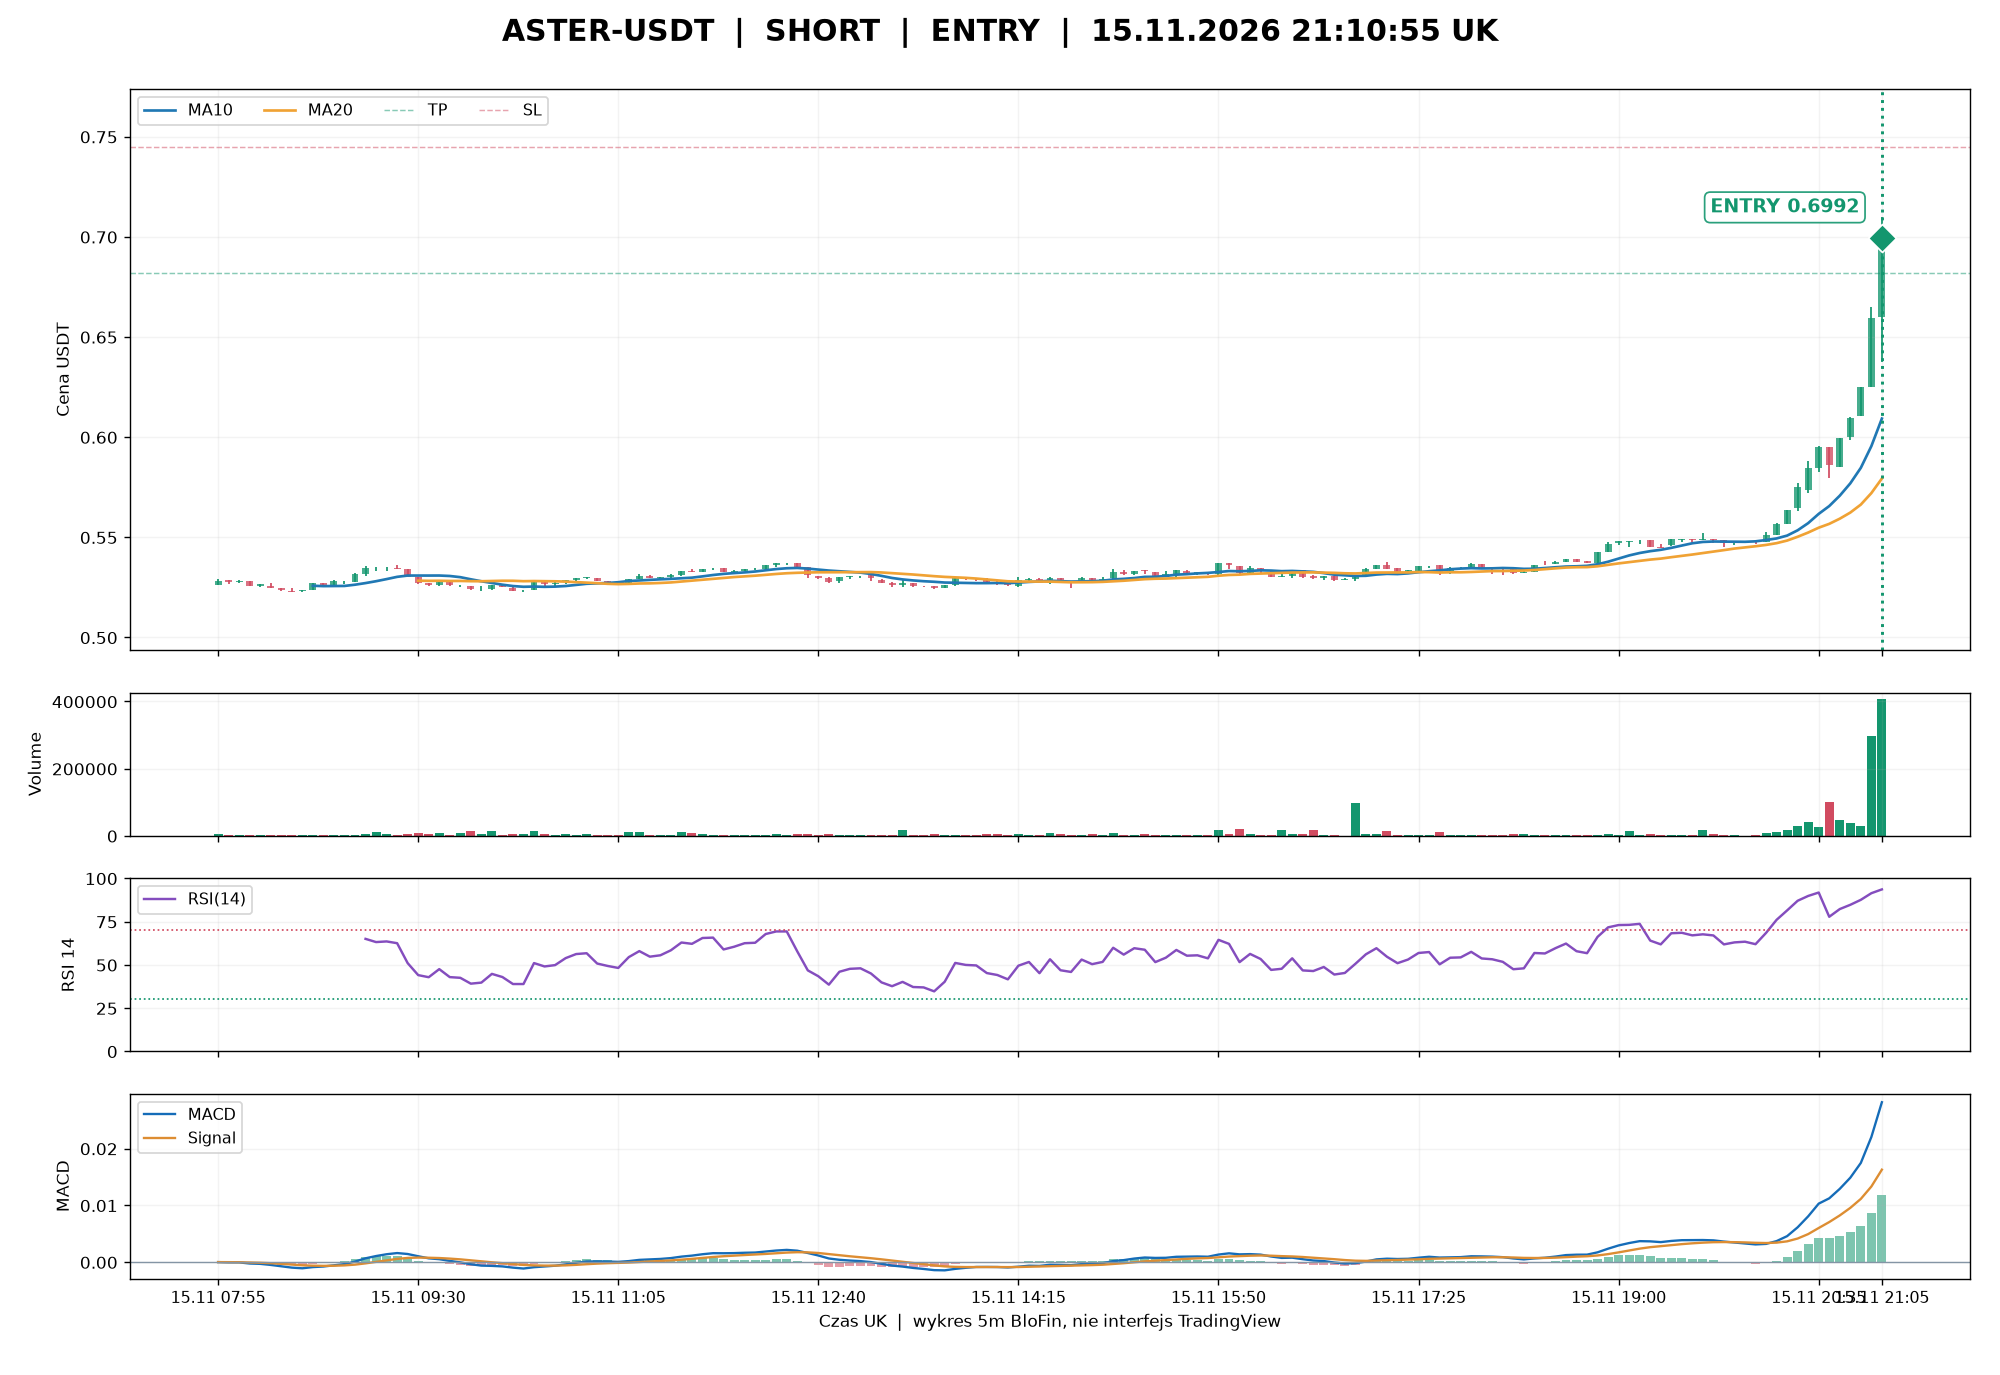 ASTER-USDT | SHORT | ENTRY | 15.11.2026 21:10:55 UK
MA10 MA20 TP SL
ENTRY 0.6992
Cena USDT
0.75
0.70
0.65
0.60
0.55
0.50
Volume
400000
200000
0
RSI(14)
RSI 14
100
75
50
25
0
MACD
Signal
MACD
0.02
0.01
0.00
15.11 07:55 15.11 09:30 15.11 11:05 15.11 12:40 15.11 14:15 15.11 15:50 15.11 17:25 15.11 19:00 15.11 20:35 15.11 21:05
Czas UK | wykres 5m BloFin, nie interfejs TradingView